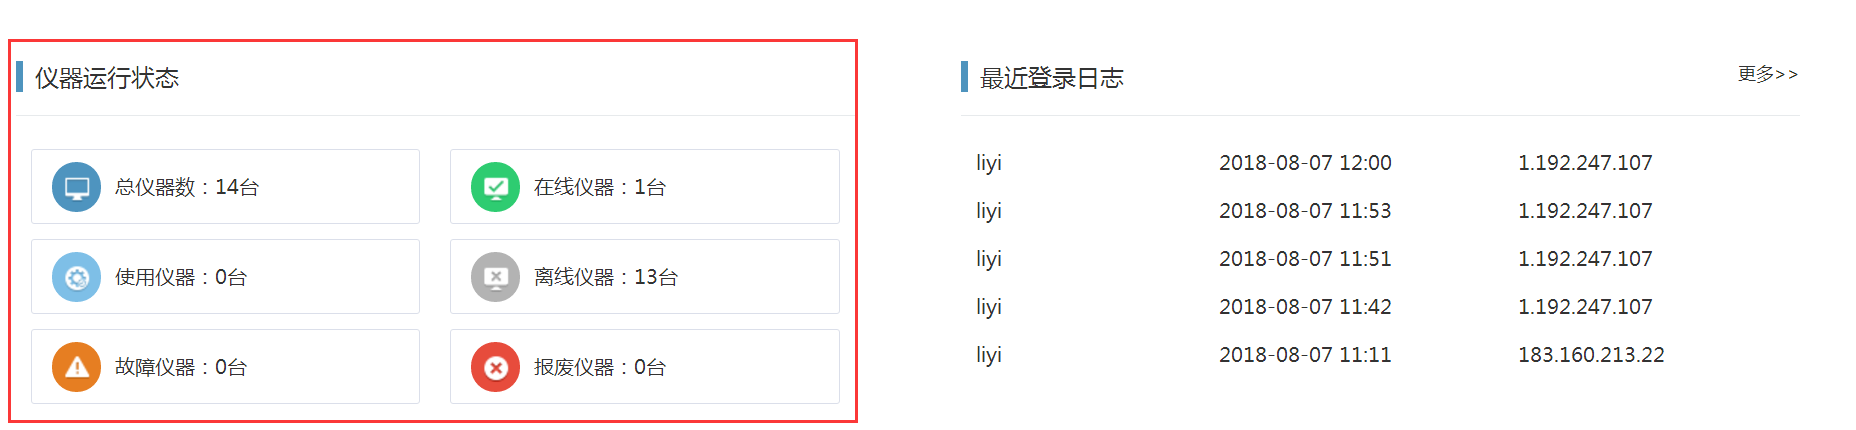 仪器运行状态
总仪器数：14台
在线仪器：1台
使用仪器：0台
离线仪器：13台
故障仪器：0台
报废仪器：0台
最近登录日志
更多>>
liyi 2018-08-07 12:00 1.192.247.107
liyi 2018-08-07 11:53 1.192.247.107
liyi 2018-08-07 11:51 1.192.247.107
liyi 2018-08-07 11:42 1.192.247.107
liyi 2018-08-07 11:11 183.160.213.22